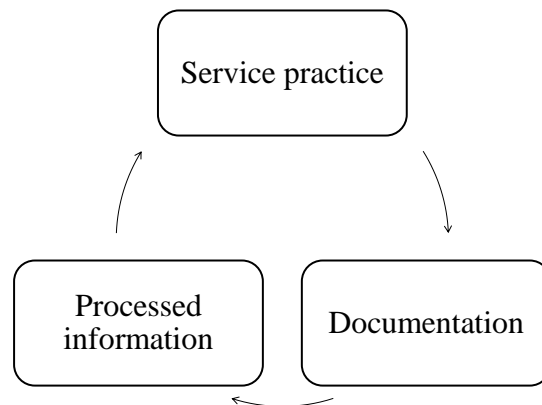 Service practice
Processed
information
Documentation